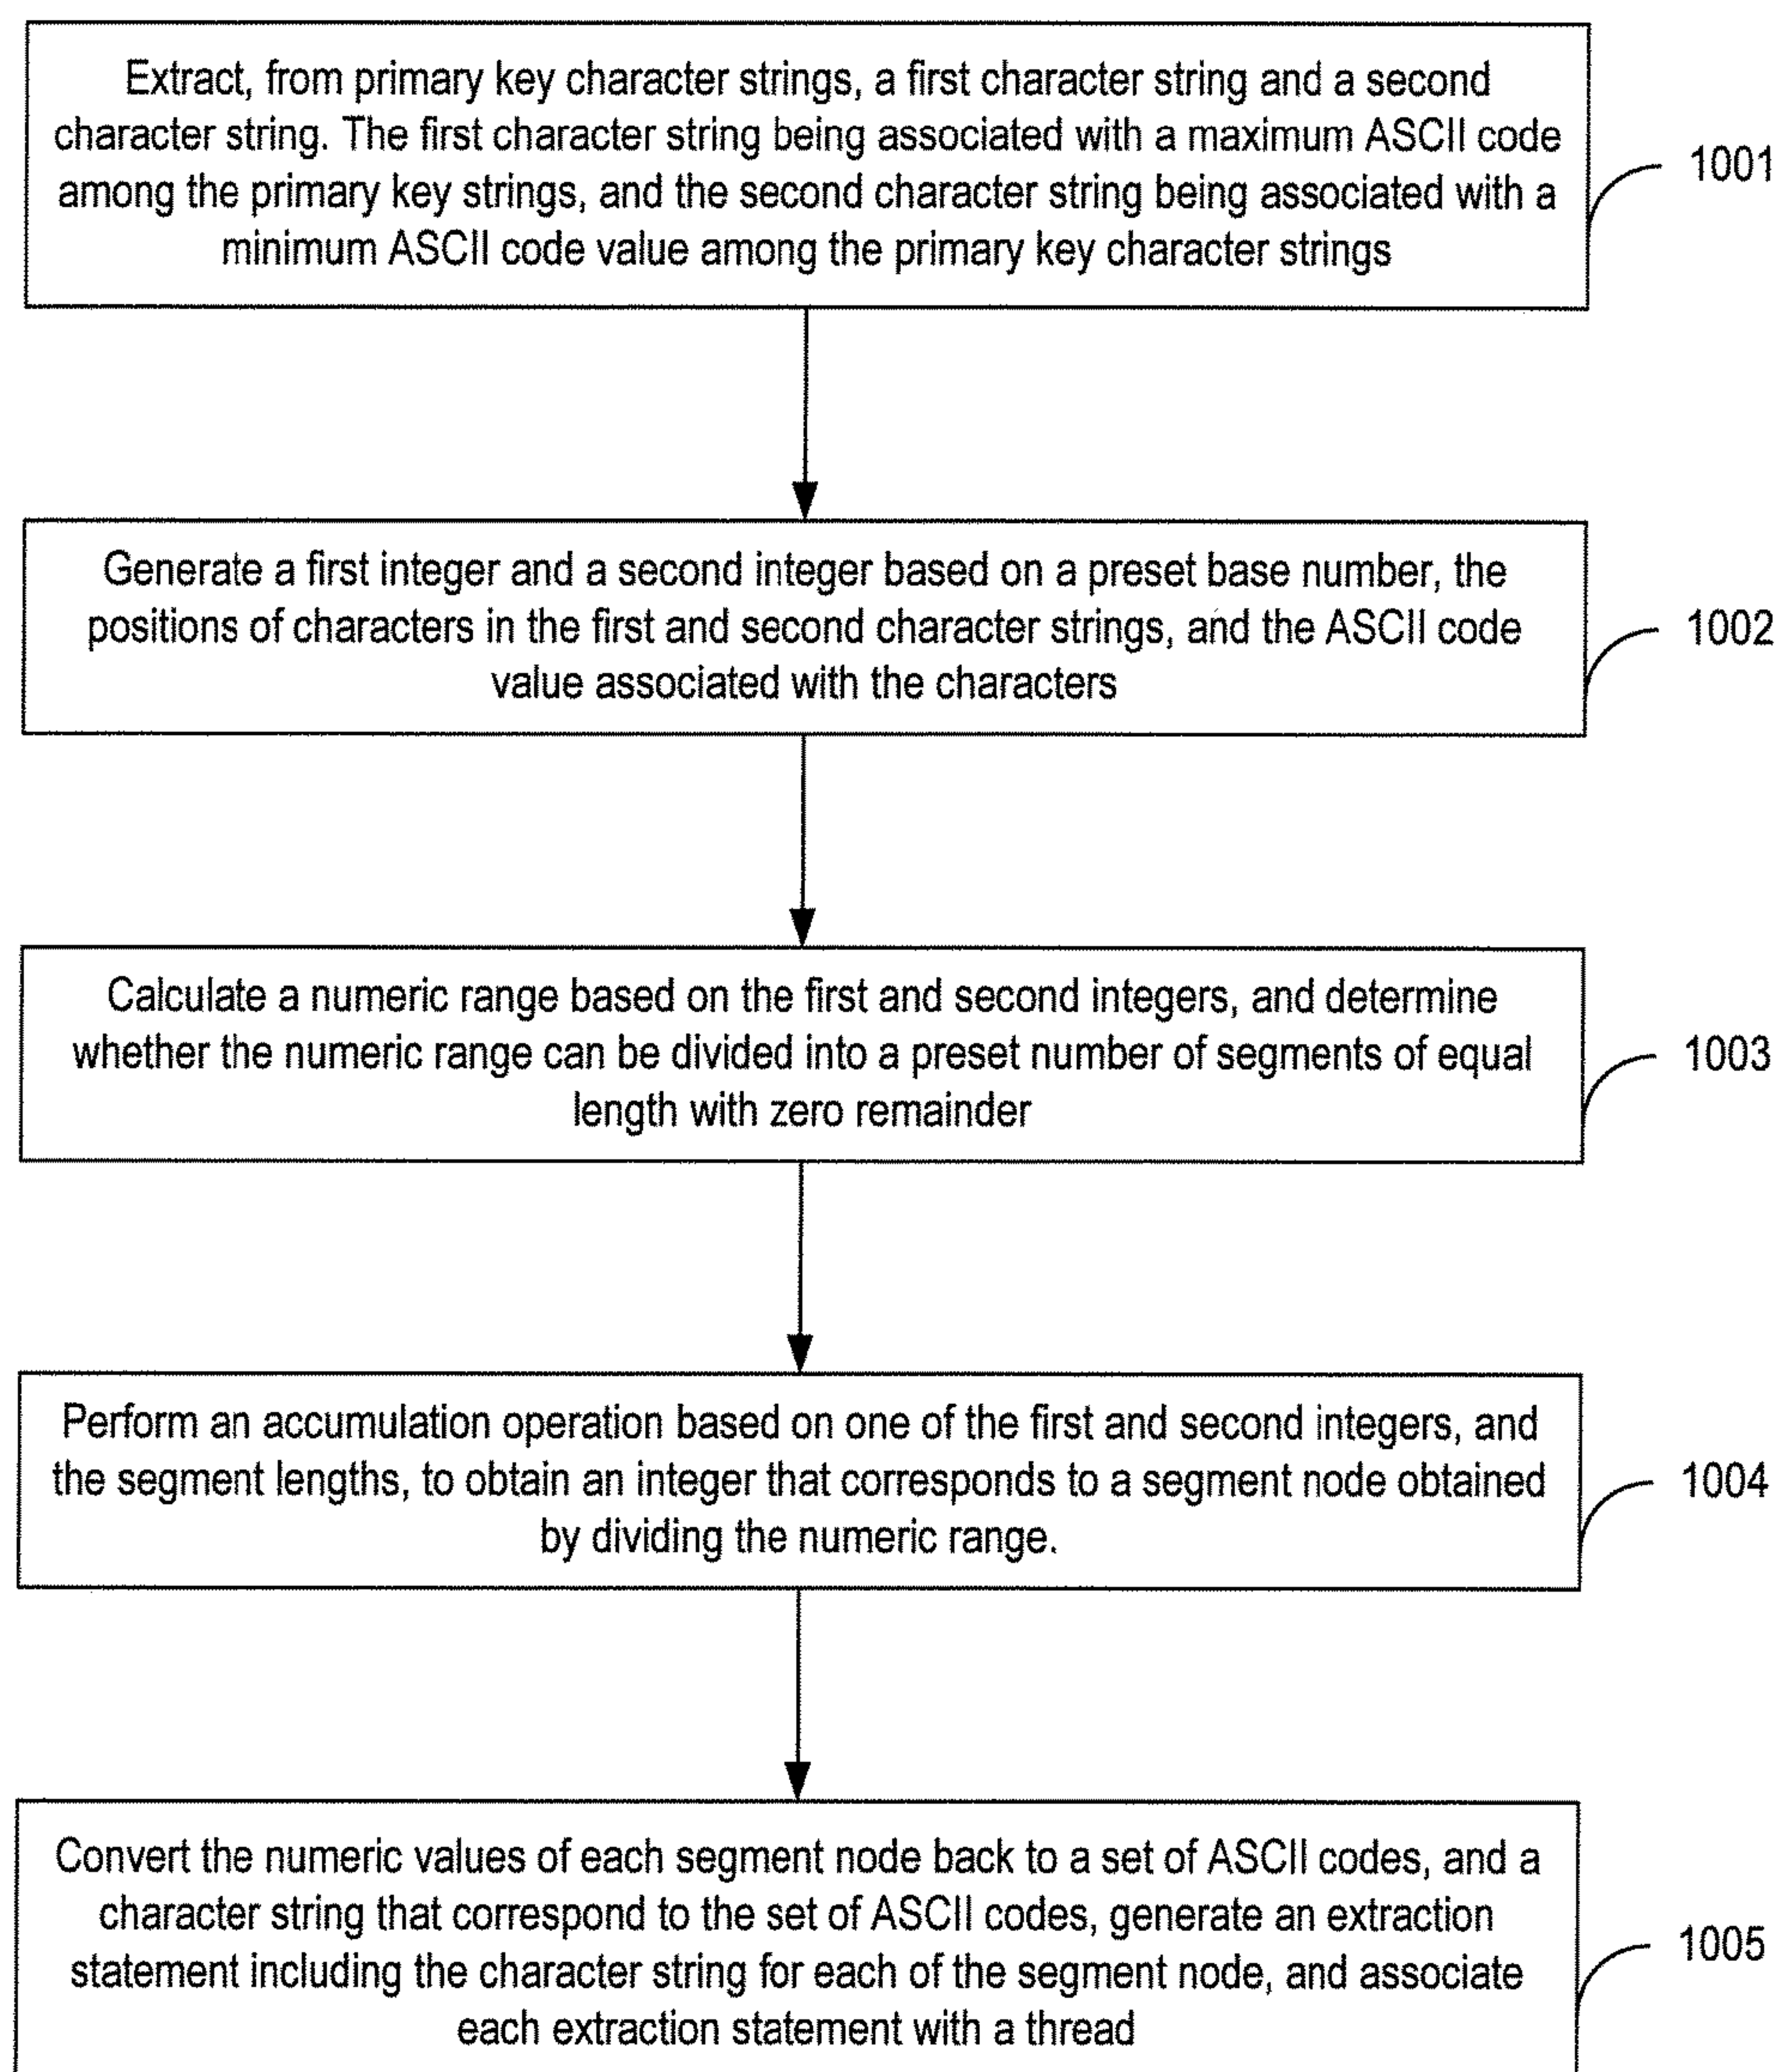 Extract, from primary key character strings, a first character string and a second
character string. The first character string being associated with a maximum ASCII code
among the primary key strings, and the second character string being associated with a
minimum ASCII code value among the primary key character strings
1001
Generate a first integer and a second integer based on a preset base number, the
positions of characters in the first and second character strings, and the ASCII code
value associated with the characters
1002
Calculate a numeric range based on the first and second integers, and determine
whether the numeric range can be divided into a preset number of segments of equal
length with zero remainder
1003
Perform an accumulation operation based on one of the first and second integers, and
the segment lengths, to obtain an integer that corresponds to a segment node obtained
by dividing the numeric range.
1004
Convert the numeric values of each segment node back to a set of ASCII codes, and a
character string that correspond to the set of ASCII codes, generate an extraction
statement including the character string for each of the segment node, and associate
each extraction statement with a thread
1005